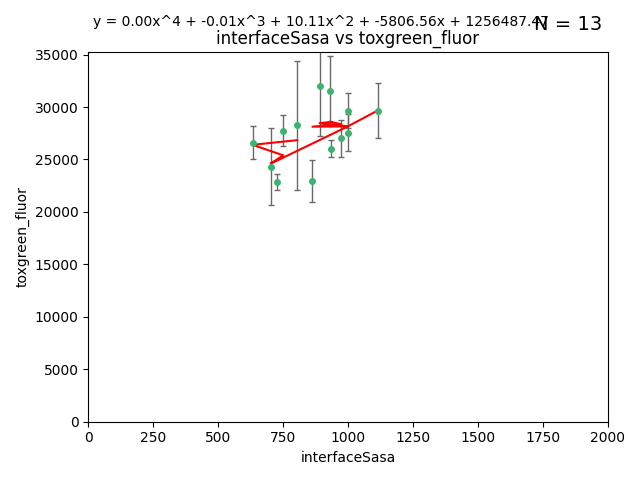 y = 0.00x^4 + -0.01x^3 + 10.11x^2 + -5806.56x + 1256487.47
N = 13
interfaceSasa vs toxgreen_fluor
35000
30000
25000
20000
15000
10000
5000
0
toxgreen_fluor
0 250 500 750 1000 1250 1500 1750 2000
interfaceSasa